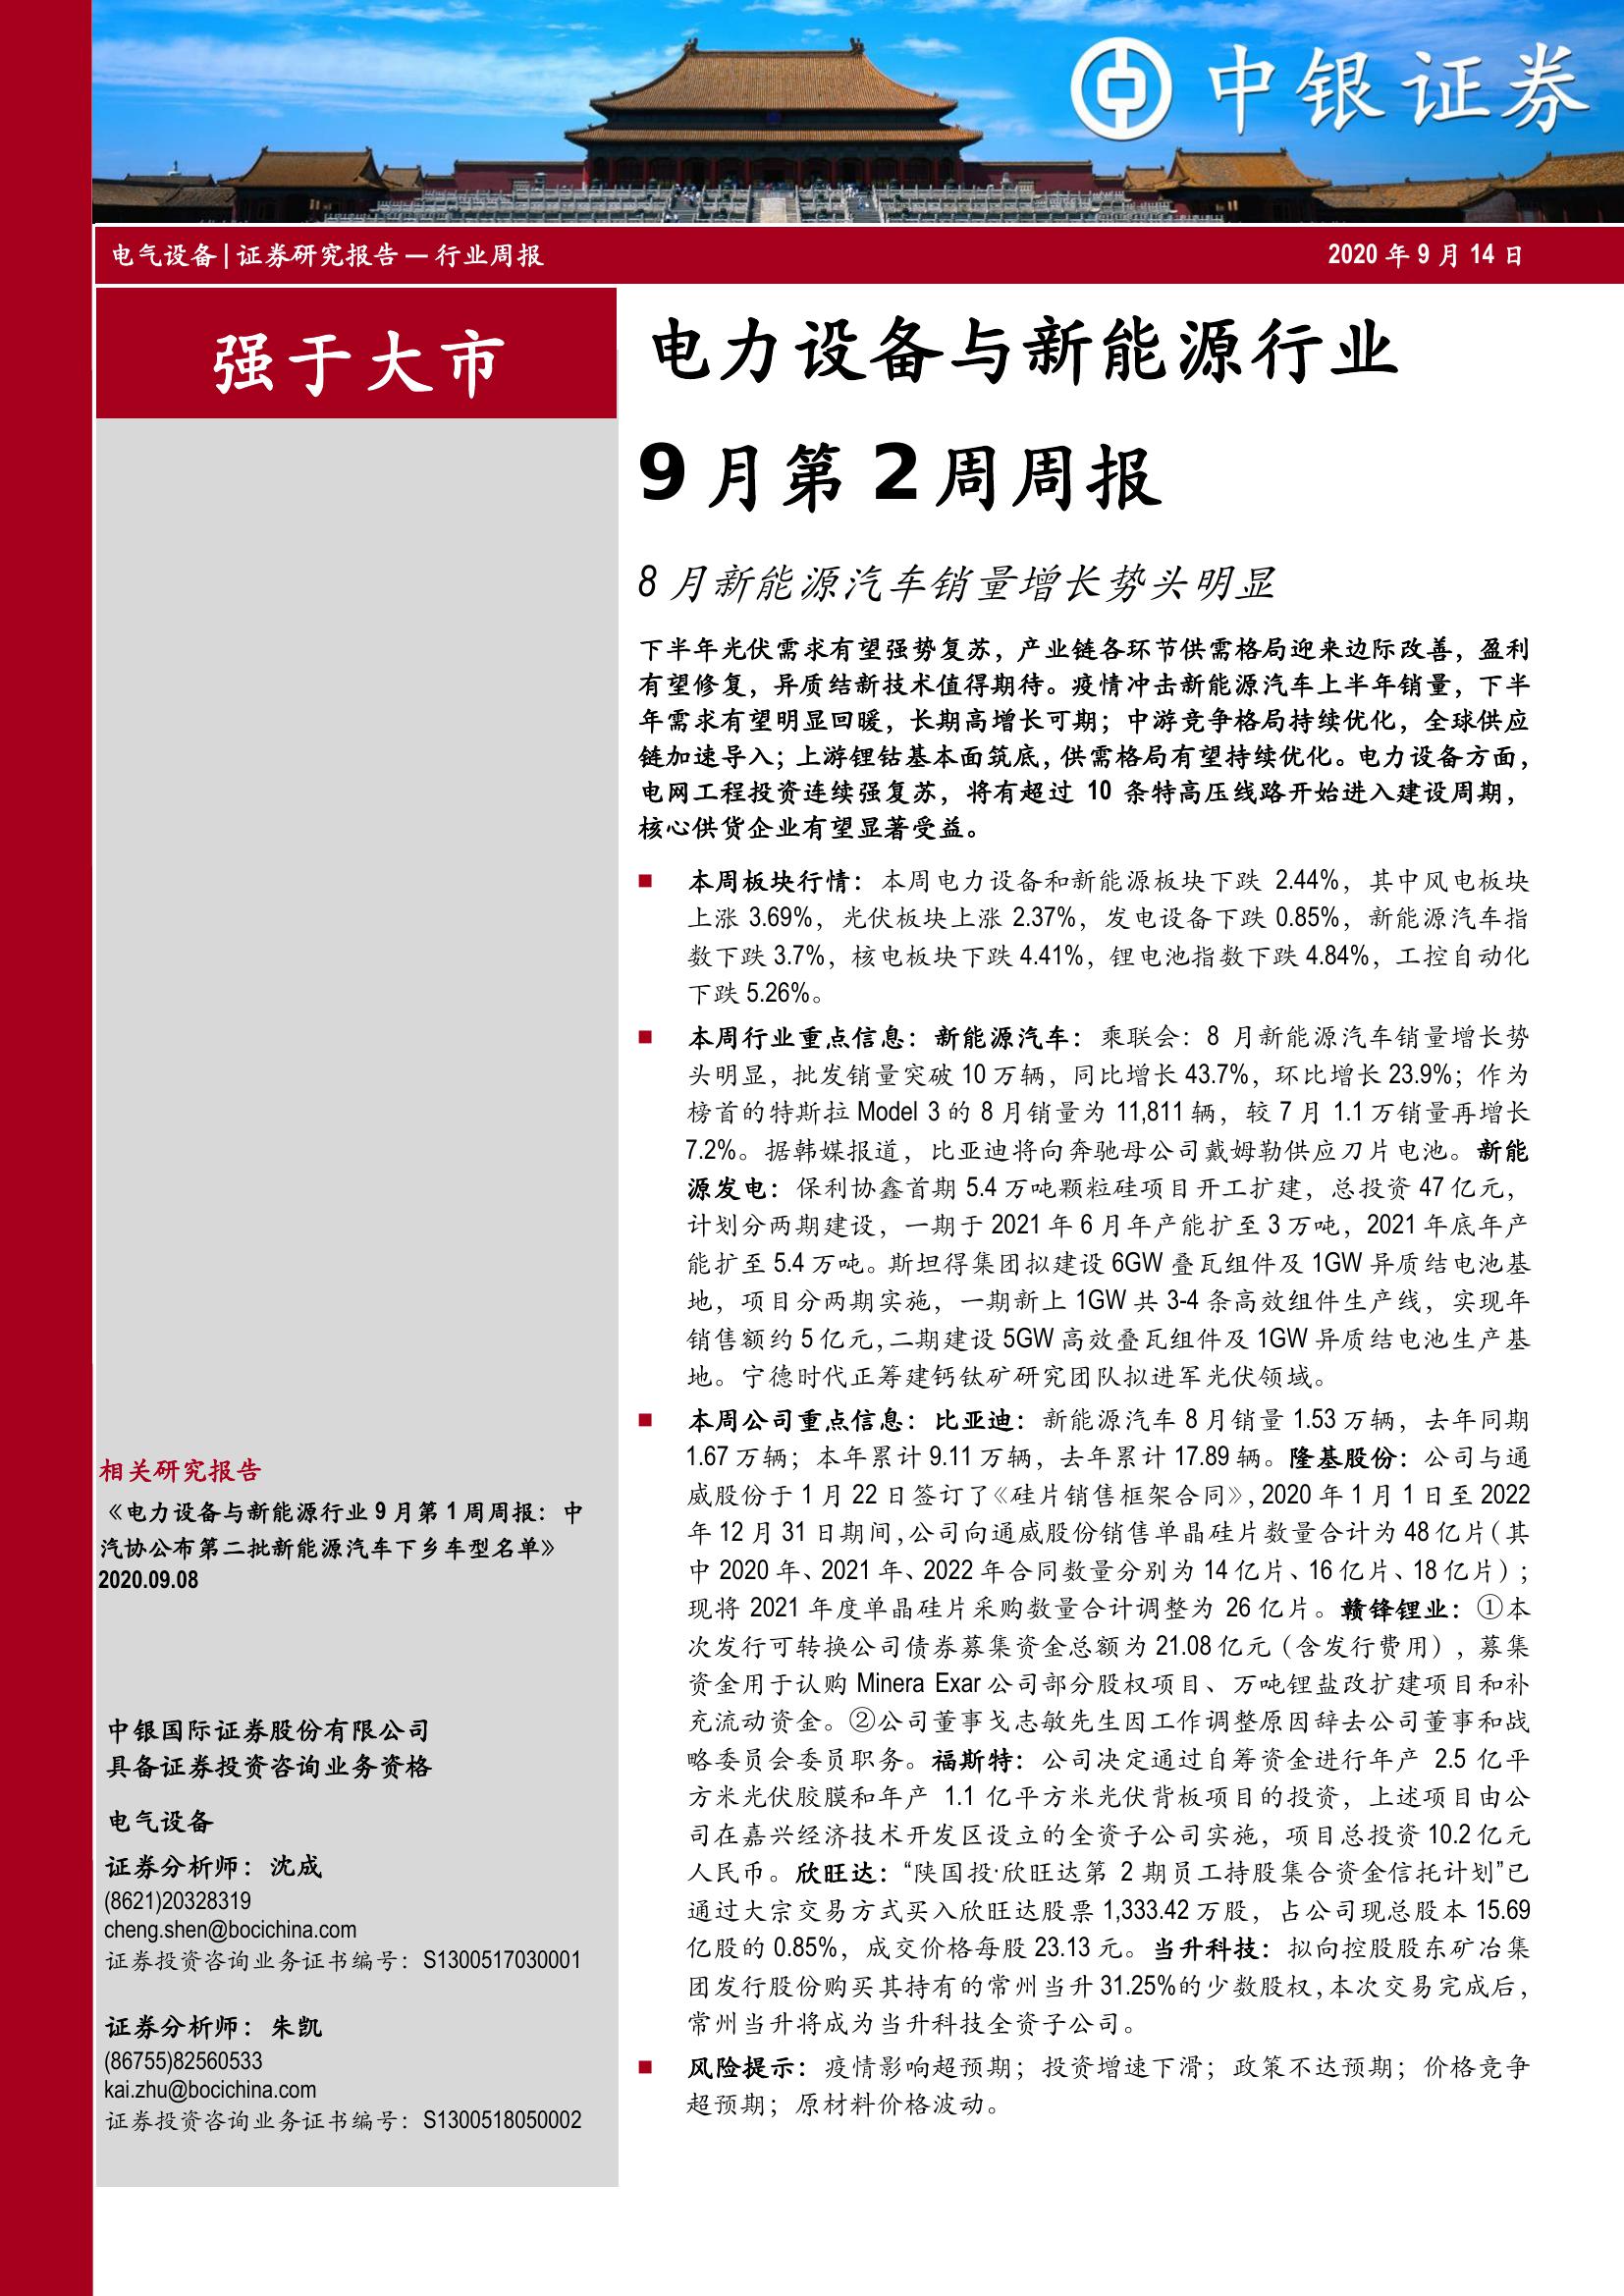 中银证券
电气设备 | 证券研究报告 — 行业周报
2020 年 9 月 14 日
强于大市
电力设备与新能源行业
9 月第 2 周周报
8 月新能源汽车销量增长势头明显
下半年光伏需求有望强势复苏，产业链各环节供需格局迎来边际改善，盈利
有望修复，异质结新技术值得期待。疫情冲击新能源汽车上半年销量，下半
年需求有望明显回暖，长期高增长可期；中游竞争格局持续优化，全球供应
链加速导入；上游锂钴基本面筑底，供需格局有望持续优化。电力设备方面，
电网工程投资连续强复苏，将有超过 10 条特高压线路开始进入建设周期，
核心供货企业有望显著受益。
■ 本周板块行情：本周电力设备和新能源板块下跌 2.44%，其中风电板块
上涨 3.69%，光伏板块上涨 2.37%，发电设备下跌 0.85%，新能源汽车指
数下跌 3.7%，核电板块下跌 4.41%，锂电池指数下跌 4.84%，工控自动化
下跌 5.26%。
■ 本周行业重点信息：新能源汽车：乘联会：8 月新能源汽车销量增长势
头明显，批发销量突破 10 万辆，同比增长 43.7%，环比增长 23.9%；作为
榜首的特斯拉 Model 3 的 8 月销量为 11,811 辆，较 7 月 1.1 万销量再增长
7.2%。据韩媒报道，比亚迪将向奔驰母公司戴姆勒供应刀片电池。新能
源发电：保利协鑫首期 5.4 万吨颗粒硅项目开工扩建，总投资 47 亿元，
计划分两期建设，一期于 2021 年 6 月年产能扩至 3 万吨，2021 年底年产
能扩至 5.4 万吨。斯坦得集团拟建设 6GW 叠瓦组件及 1GW 异质结电池基
地，项目分两期实施，一期新上 1GW 共 3-4 条高效组件生产线，实现年
销售额约 5 亿元，二期建设 5GW 高效叠瓦组件及 1GW 异质结电池生产基
地。宁德时代正筹建钙钛矿研究团队拟进军光伏领域。
■ 本周公司重点信息：比亚迪：新能源汽车 8 月销量 1.53 万辆，去年同期
1.67 万辆；本年累计 9.11 万辆，去年累计 17.89 辆。隆基股份：公司与通
威股份于 1 月 22 日签订了《硅片销售框架合同》，2020 年 1 月 1 日至 2022
年 12 月 31 日期间，公司向通威股份销售单晶硅片数量合计为 48 亿片（其
中 2020 年、2021 年、2022 年合同数量分别为 14 亿片、16 亿片、18 亿片）；
现将 2021 年度单晶硅片采购数量合计调整为 26 亿片。赣锋锂业：①本
次发行可转换公司债券募集资金总额为 21.08 亿元（含发行费用），募集
资金用于认购 Minera Exar 公司部分股权项目、万吨锂盐改扩建项目和补
充流动资金。②公司董事戈志敏先生因工作调整原因辞去公司董事和战
略委员会委员职务。福斯特：公司决定通过自筹资金进行年产 2.5 亿平
方米光伏胶膜和年产 1.1 亿平方米光伏背板项目的投资，上述项目由公
司在嘉兴经济技术开发区设立的全资子公司实施，项目总投资 10.2 亿元
人民币。欣旺达：“陕国投·欣旺达第 2 期员工持股集合资金信托计划”已
通过大宗交易方式买入欣旺达股票 1,333.42 万股，占公司现总股本 15.69
亿股的 0.85%，成交价格每股 23.13 元。当升科技：拟向控股股东矿冶集
团发行股份购买其持有的常州当升 31.25%的少数股权，本次交易完成后，
常州当升将成为当升科技全资子公司。
■ 风险提示：疫情影响超预期；投资增速下滑；政策不达预期；价格竞争
超预期；原材料价格波动。
相关研究报告
《电力设备与新能源行业 9 月第 1 周周报：中
汽协公布第二批新能源汽车下乡车型名单》
2020.09.08
中银国际证券股份有限公司
具备证券投资咨询业务资格
电气设备
证券分析师：沈成
(8621)20328319
cheng.shen@bocichina.com
证券投资咨询业务证书编号：S1300517030001
证券分析师：朱凯
(86755)82560533
kai.zhu@bocichina.com
证券投资咨询业务证书编号：S1300518050002